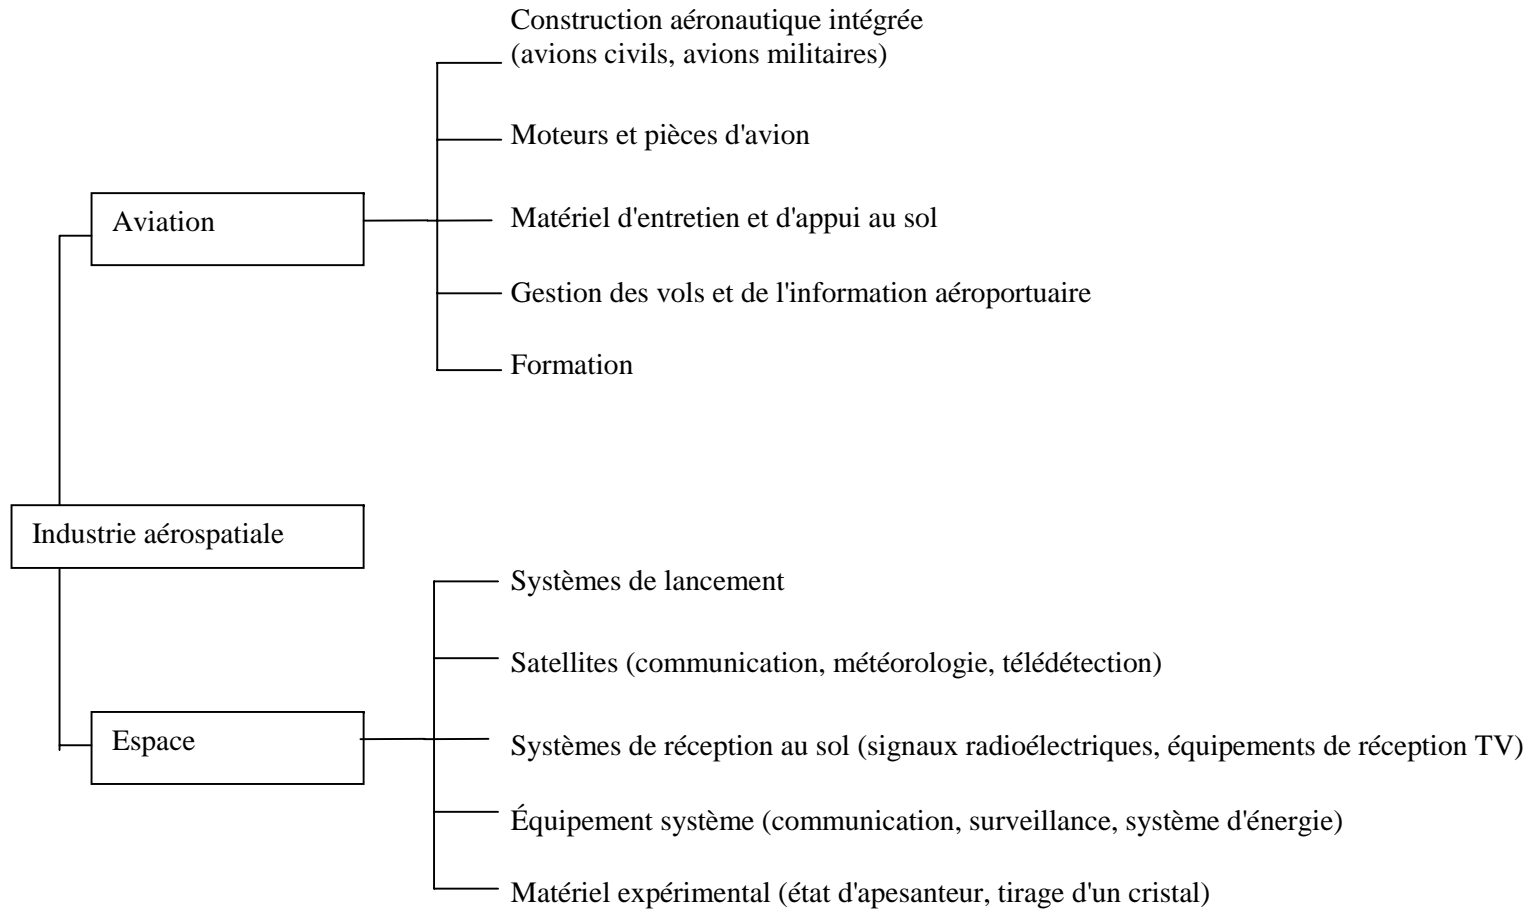 Construction aéronautique intégrée
(avions civils, avions militaires)
Moteurs et pièces d'avion
Aviation
Matériel d'entretien et d'appui au sol
Gestion des vols et de l'information aéroportuaire
Formation
Industrie aérospatiale
Systèmes de lancement
Satellites (communication, météorologie, télédétection)
Espace
Systèmes de réception au sol (signaux radioélectriques, équipements de réception TV)
Équipement système (communication, surveillance, système d'énergie)
Matériel expérimental (état d'apesanteur, tirage d'un cristal)